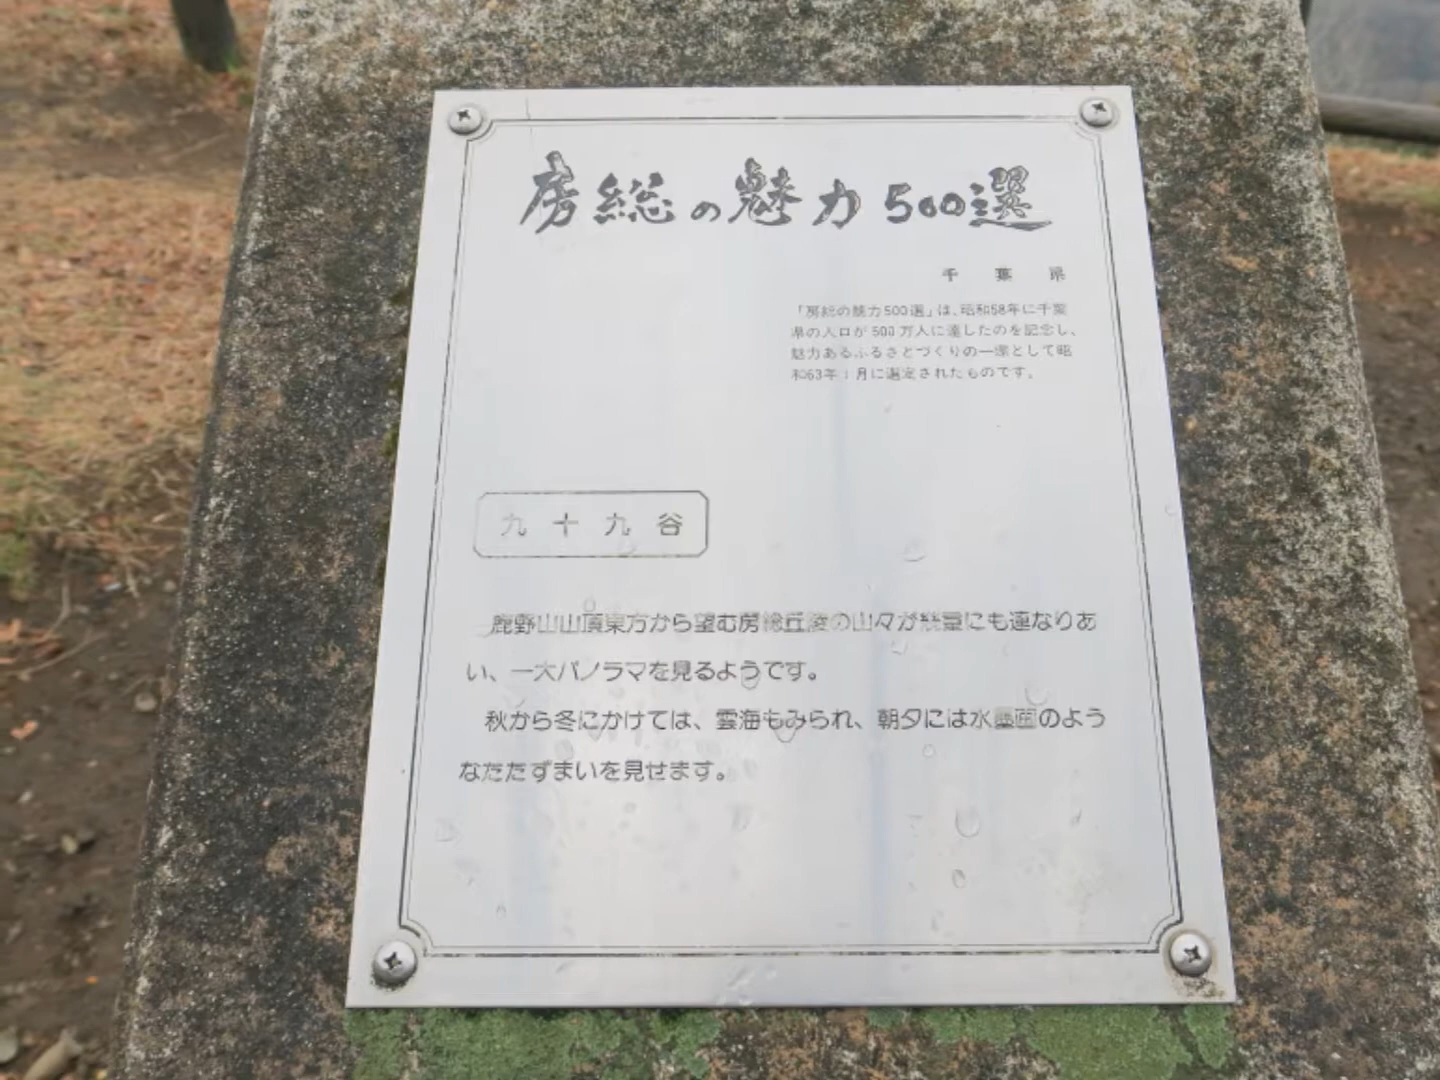 房総の魅力500選
千葉県
「房総の魅力500選」は、昭和58年に千葉
県の人口が500万人に達したのを記念し、
魅力あるふるさとづくりの一環として昭
和63年1月に選定されたものです。
九十九谷
鹿野山山頂東方から望む房総丘陵の山々が幾重にも連なりあ
い、一大パノラマを見るようです。
秋から冬にかけては、雲海もみられ、朝夕には水墨画のよう
なたたずまいを見せます。